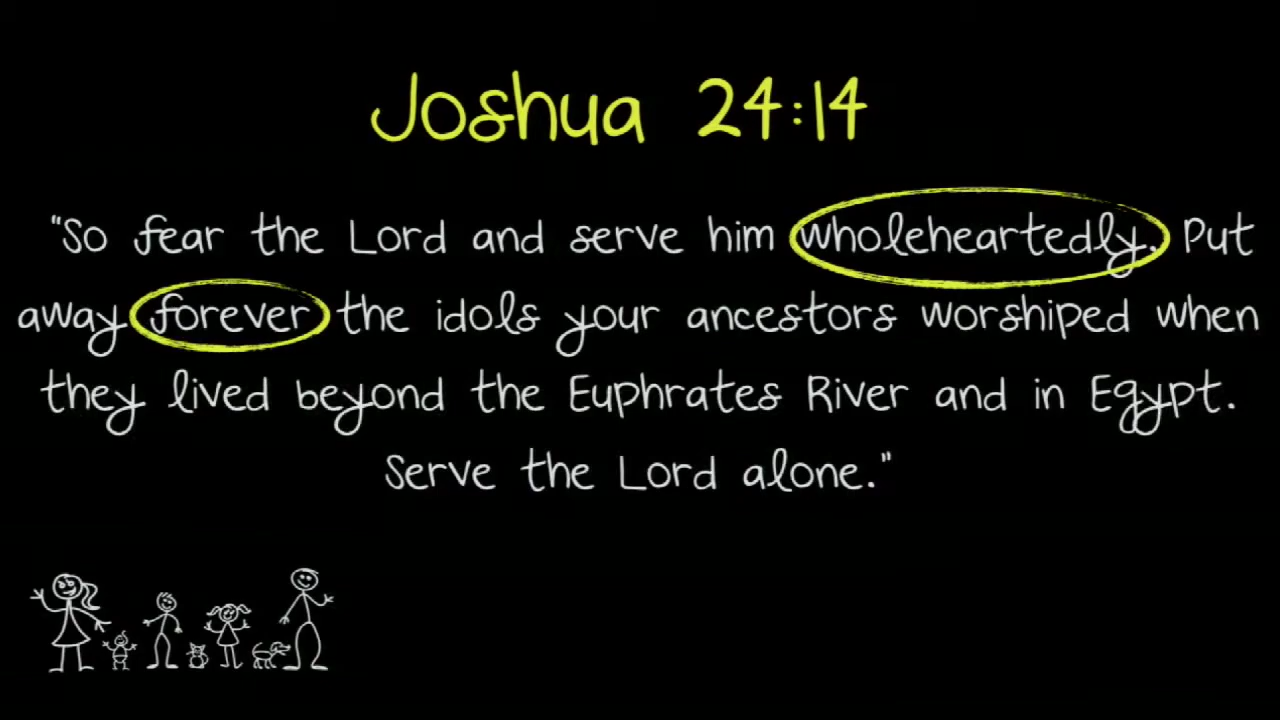 Joshua 24:14
"So fear the Lord and serve him wholeheartedly. Put
away forever the idols your ancestors worshiped when
they lived beyond the Euphrates River and in Egypt.
Serve the Lord alone."